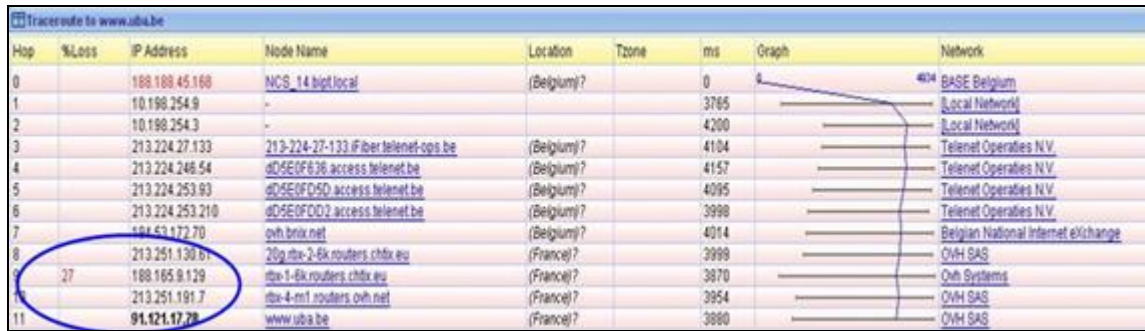 Traceroute to www.uba.be
Hop %Loss IP Address Node Name Location Tzone ms Graph Network
0 188.188.45.168 NCS_14.bipt.local (Belgium)? 0 0 4634 BASE Belgium
1 10.198.254.9 - 3765 [Local Network]
2 10.198.254.3 - 4200 [Local Network]
3 213.224.27.133 213-224-27-133.iFiber.telenet-ops.be (Belgium)? 4104 Telenet Operaties N.V.
4 213.224.246.54 dD5E0F636.access.telenet.be (Belgium)? 4157 Telenet Operaties N.V.
5 213.224.253.93 dD5E0FD5D.access.telenet.be (Belgium)? 4095 Telenet Operaties N.V.
6 213.224.253.210 dD5E0FDD2.access.telenet.be (Belgium)? 3998 Telenet Operaties N.V.
7 194.53.172.70 ovh.bnix.net (Belgium)? 4014 Belgian National Internet eXchange
8 213.251.130.61 20g.rbx-2-6k.routers.chtix.eu (France)? 3999 OVH SAS
9 27 188.165.9.129 rbx-1-6k.routers.chtix.eu (France)? 3870 Ovh Systems
10 213.251.191.7 rbx-4-m1.routers.ovh.net (France)? 3954 OVH SAS
11 91.121.17.78 www.uba.be (France)? 3880 OVH SAS